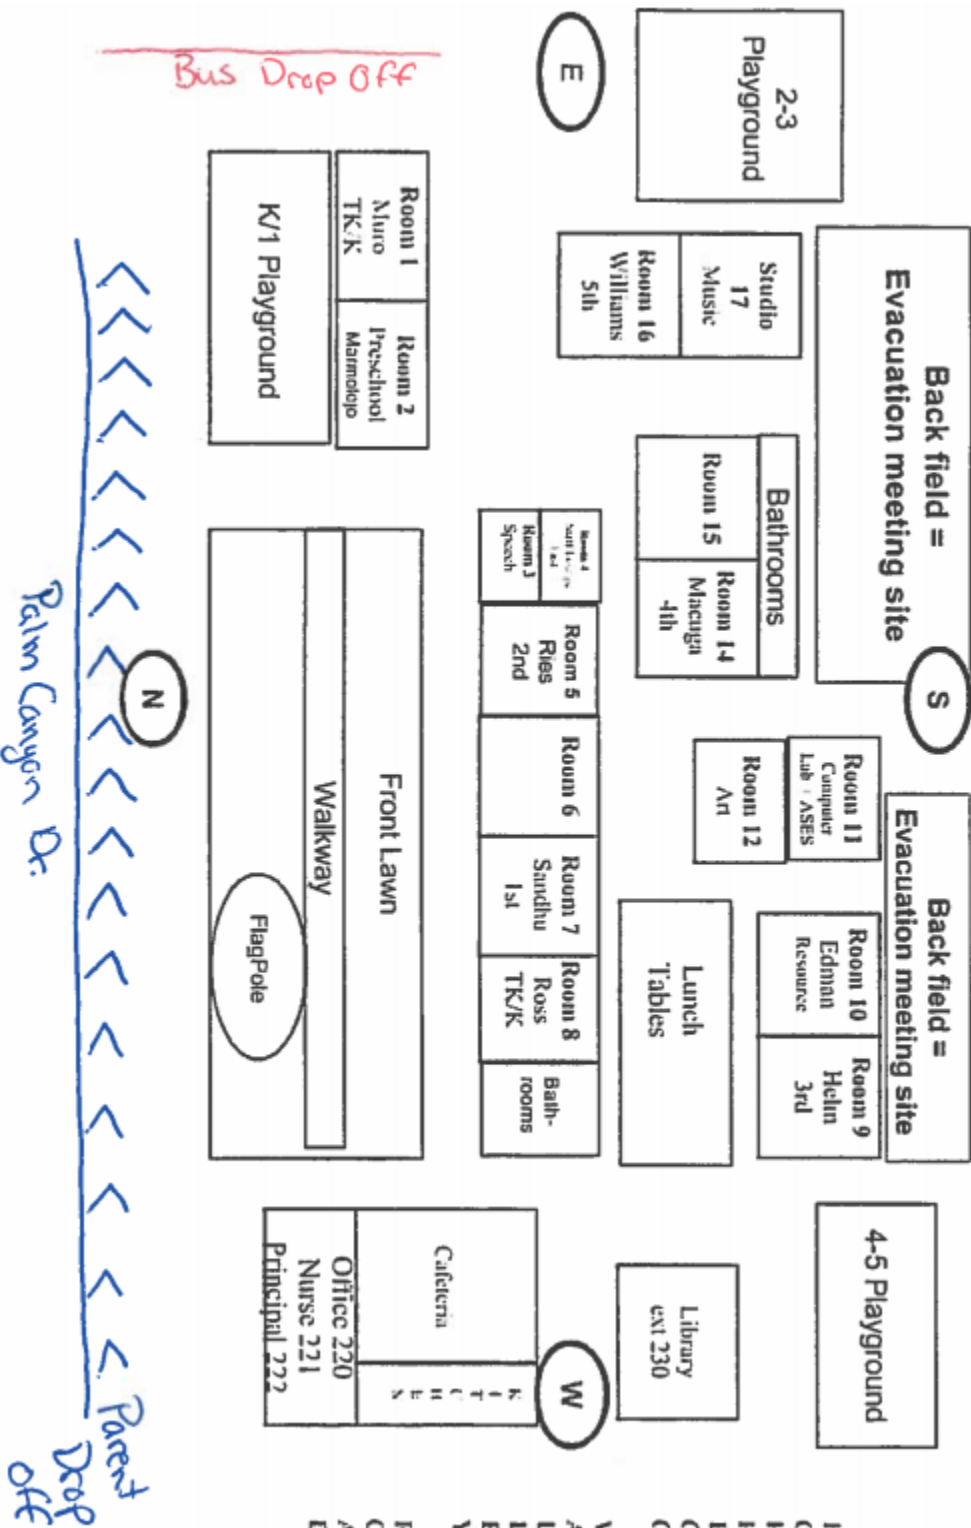 Back field =
Evacuation meeting site
Back field =
Evacuation meeting site
S
2-3
Playground
E
Studio
17
Music
Room 16
Williams
5th
Bathrooms
Room 15
Room 14
Macuga
4th
Room 11
Computer
Lab + ASES
Room 12
Art
Room 10
Edman
Resource
Room 9
Helin
3rd
4-5 Playground
Lunch
Tables
Library
ext 230
W
Room 4
Room 3
Speech
Room 5
Ries
2nd
Room 6
Room 7
Sandhu
1st
Room 8
Ross
TK/K
Bath-
rooms
Cafeteria
KITCHEN
Office 220
Nurse 221
Principal 222
Room 1
Muro
TK/K
Room 2
Preschool
Marmolejo
K/1 Playground
Front Lawn
Walkway
FlagPole
N
Bus Drop Off
Palm Canyon Dr.
Parent
Drop
Off